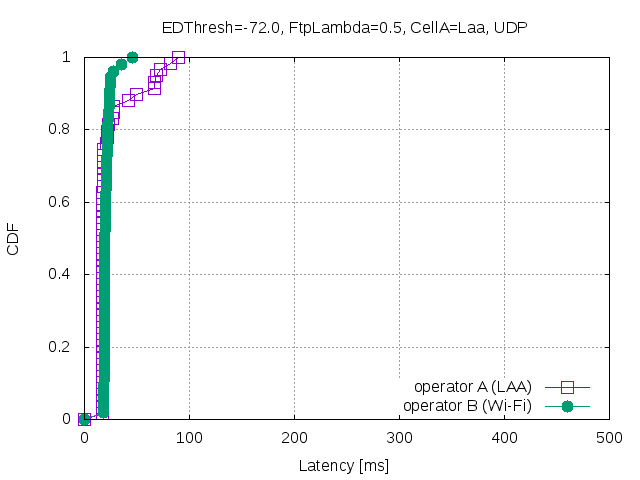 EDThresh=-72.0, FtpLambda=0.5, CellA=Laa, UDP
1
0.8
0.6
0.4
0.2
0
CDF
operator A (LAA)
operator B (Wi-Fi)
0 100 200 300 400 500
Latency [ms]